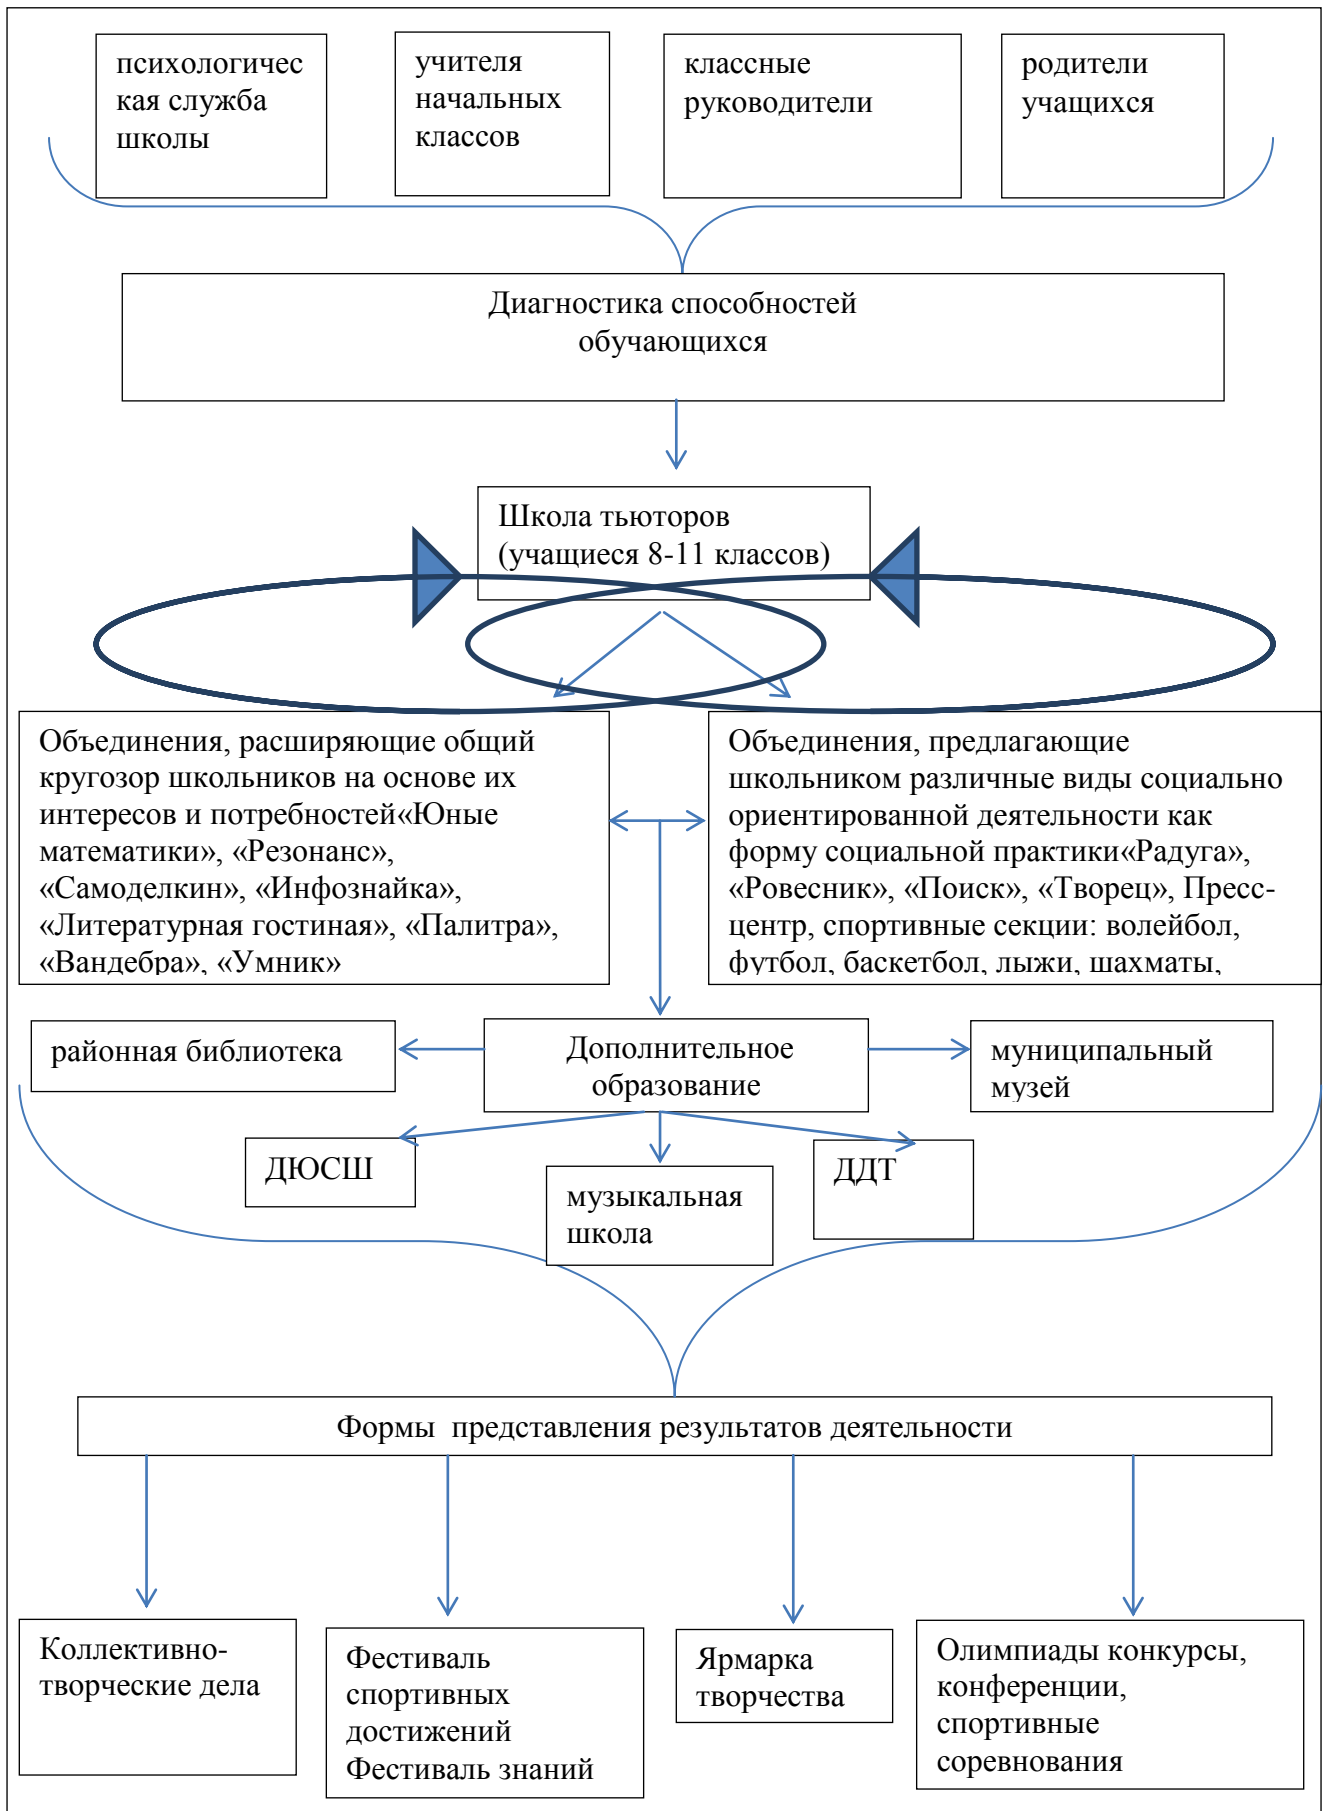 психологичес
кая служба
школы
учителя
начальных
классов
классные
руководители
родители
учащихся
Диагностика способностей
обучающихся
Школа тьюторов
(учащиеся 8-11 классов)
Объединения, расширяющие общий
кругозор школьников на основе их
интересов и потребностей«Юные
математики», «Резонанс»,
«Самоделкин», «Инфознайка»,
«Литературная гостиная», «Палитра»,
«Вандебра», «Умник»
Объединения, предлагающие
школьником различные виды социально
ориентированной деятельности как
форму социальной практики«Радуга»,
«Ровесник», «Поиск», «Творец», Пресс-
центр, спортивные секции: волейбол,
футбол, баскетбол, лыжи, шахматы,
районная библиотека
Дополнительное
образование
муниципальный
музей
ДЮСШ
музыкальная
школа
ДДТ
Формы представления результатов деятельности
Коллективно-
творческие дела
Фестиваль
спортивных
достижений
Фестиваль знаний
Ярмарка
творчества
Олимпиады конкурсы,
конференции,
спортивные
соревнования